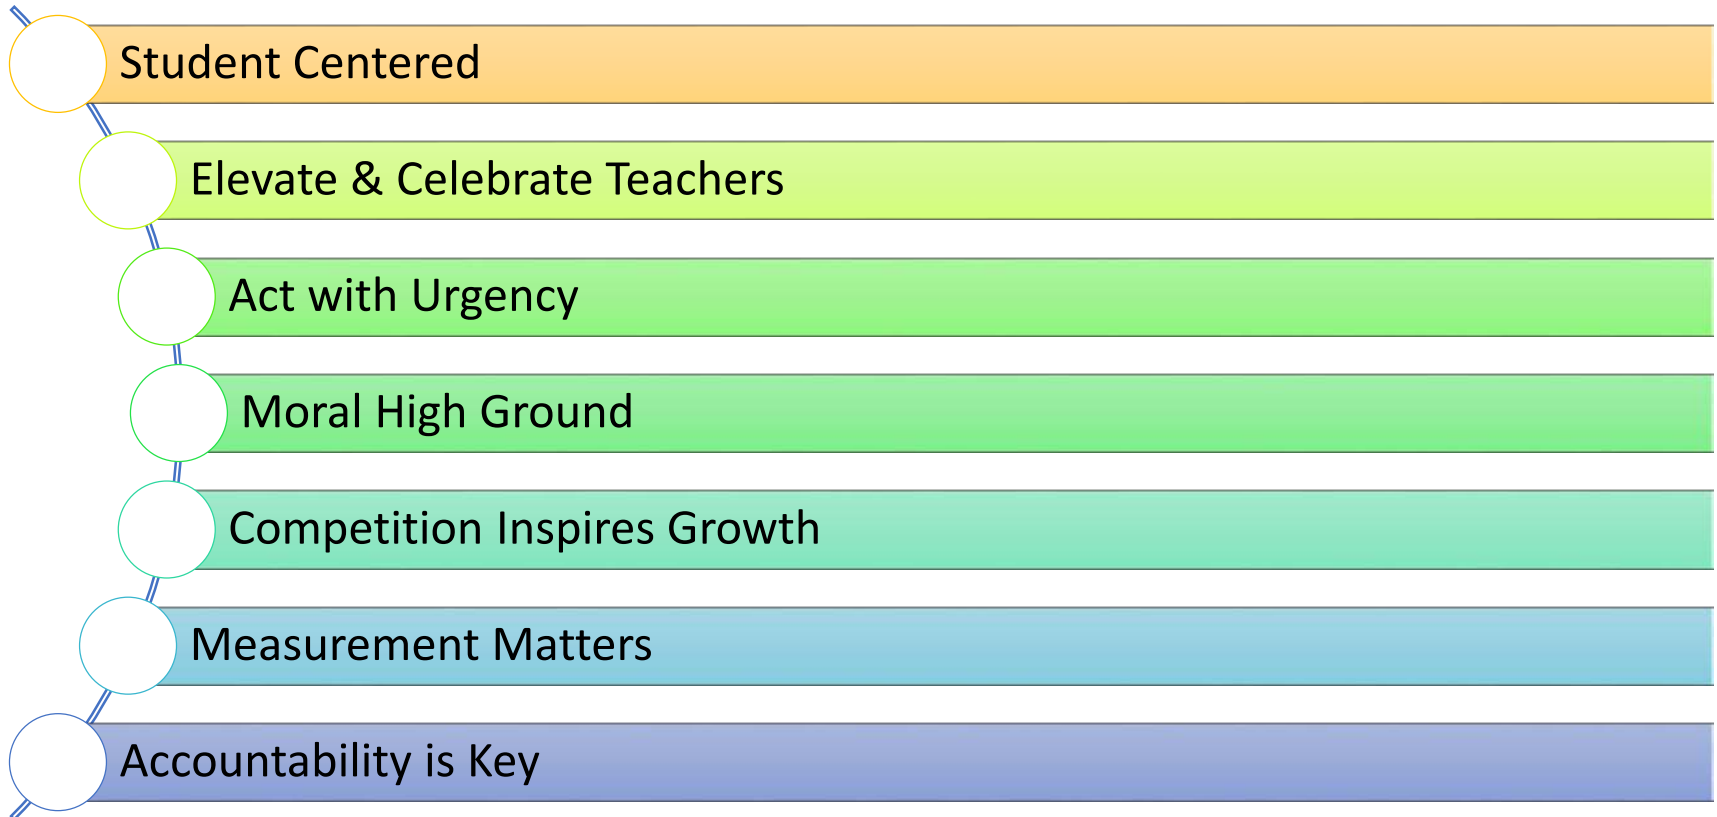 Student Centered
Elevate & Celebrate Teachers
Act with Urgency
Moral High Ground
Competition Inspires Growth
Measurement Matters
Accountability is Key